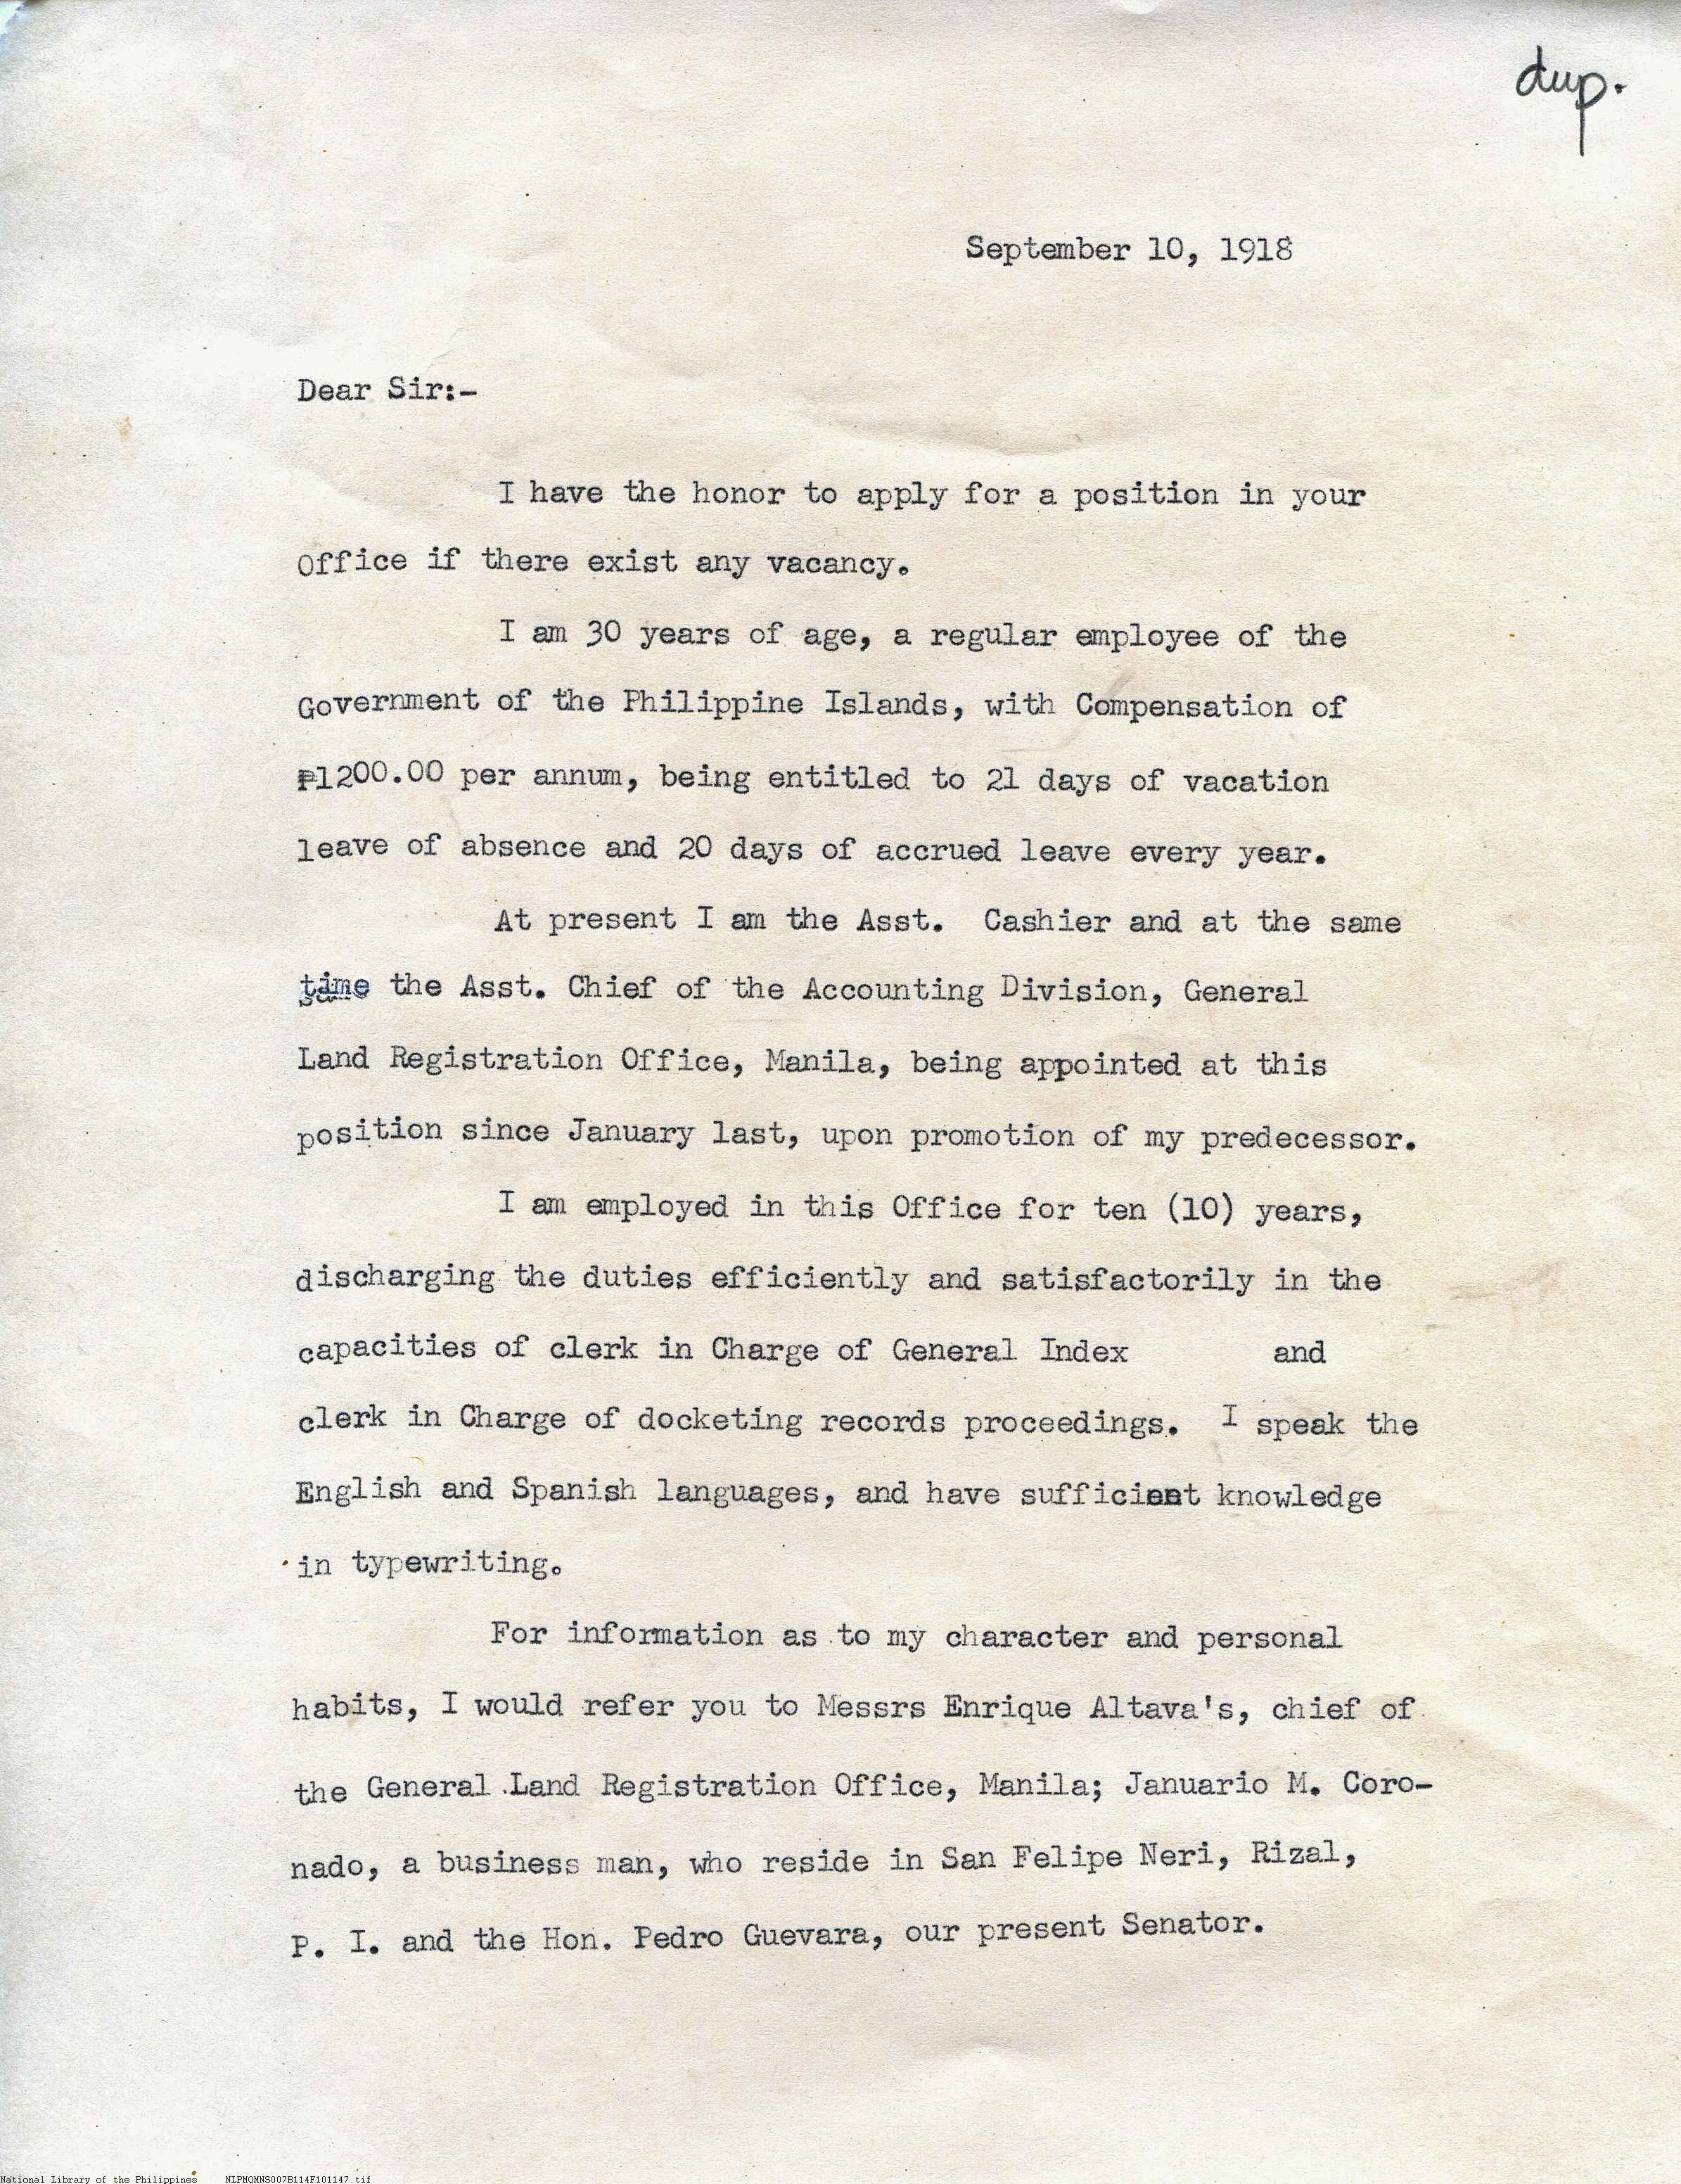 dup.
September 10, 1918
Dear Sir:-
I have the honor to apply for a position in your
Office if there exist any vacancy.
I am 30 years of age, a regular employee of the
Government of the Philippine Islands, with Compensation of
₱1200.00 per annum, being entitled to 21 days of vacation
leave of absence and 20 days of accrued leave every year.
At present I am the Asst. Cashier and at the same
time the Asst. Chief of the Accounting Division, General
Land Registration Office, Manila, being appointed at this
position since January last, upon promotion of my predecessor.
I am employed in this Office for ten (10) years,
discharging the duties efficiently and satisfactorily in the
capacities of clerk in Charge of General Index and
clerk in Charge of docketing records proceedings. I speak the
English and Spanish languages, and have sufficient knowledge
in typewriting.
For information as to my character and personal
habits, I would refer you to Messrs Enrique Altava's, chief of
the General Land Registration Office, Manila; Januario M. Coro-
nado, a business man, who reside in San Felipe Neri, Rizal,
P. I. and the Hon. Pedro Guevara, our present Senator.
National Library of the Philippines NLPMQMNS007B114F101147.tif